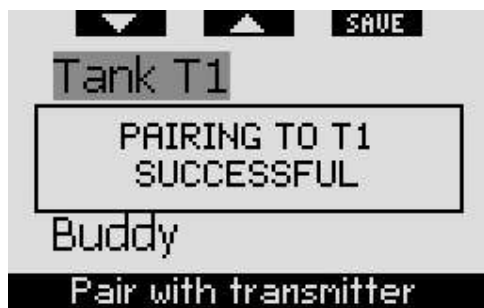 SAVE
Tank T1
PAIRING TO T1
SUCCESSFUL
Buddy
Pair with transmitter